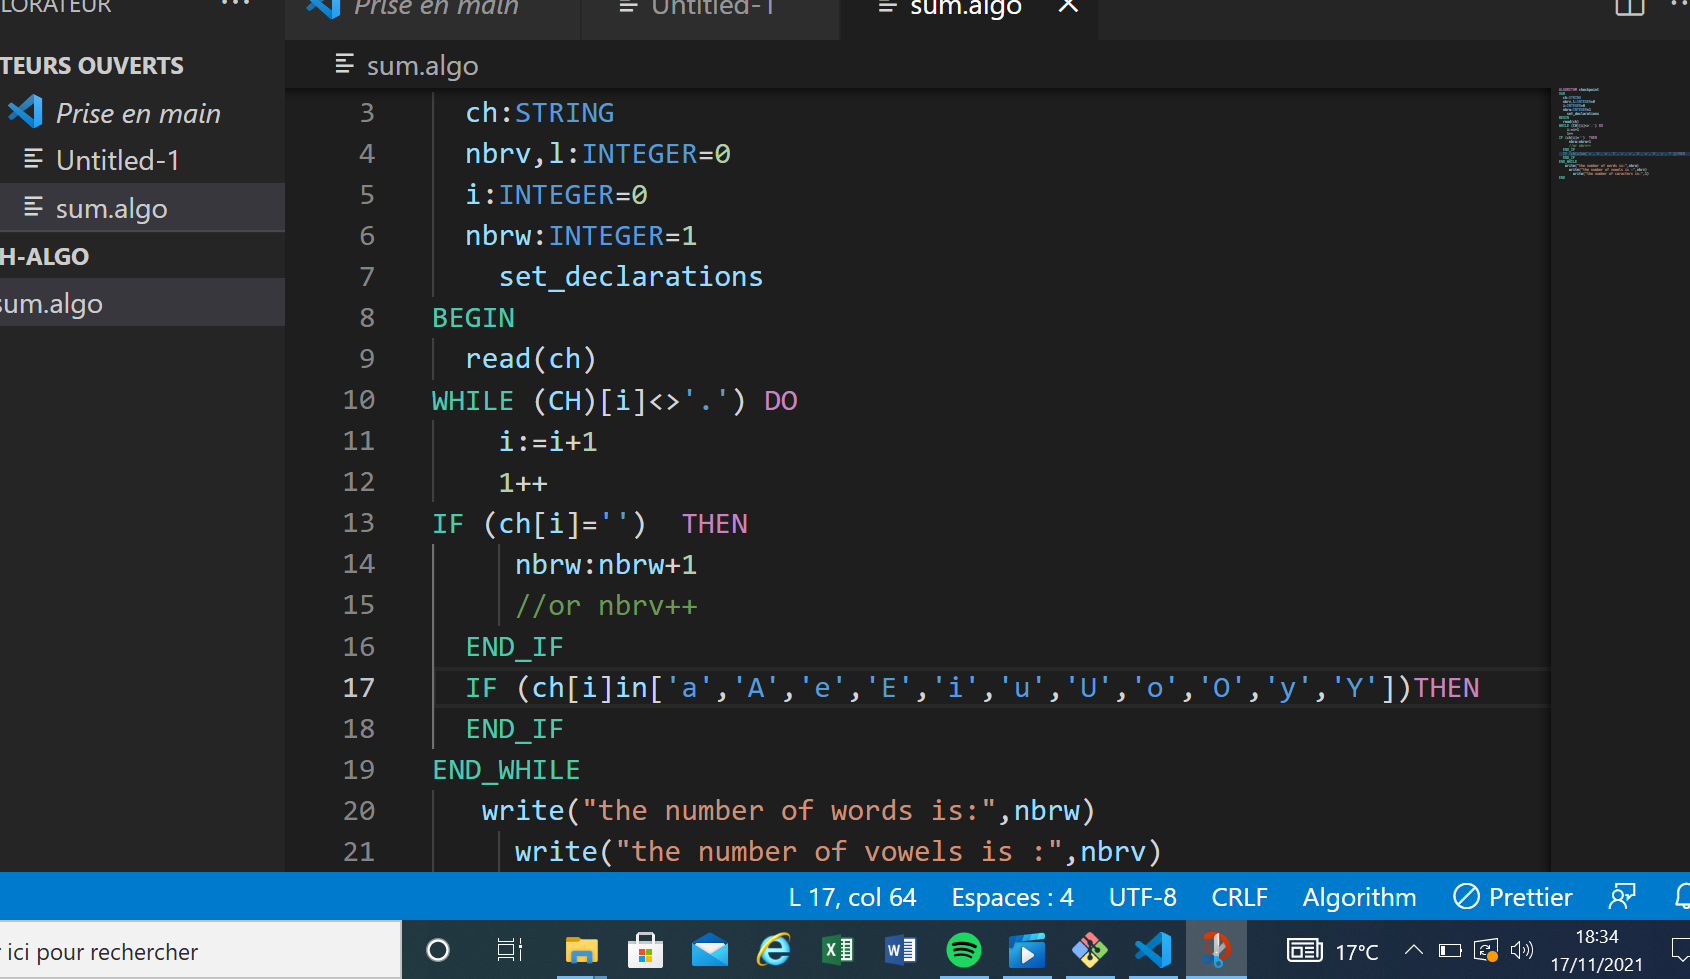 LORATEUR ...
Prise en main
Untitled-1
sum.algo
TEURS OUVERTS
Prise en main
Untitled-1
sum.algo
H-ALGO
sum.algo
sum.algo
3 ch:STRING
4 nbrv,l:INTEGER=0
5 i:INTEGER=0
6 nbrw:INTEGER=1
7 set_declarations
8 BEGIN
9 read(ch)
10 WHILE (CH)[i]<>'.') DO
11 i:=i+1
12 1++
13 IF (ch[i]='')  THEN
14 nbrw:nbrw+1
15 //or nbrv++
16 END_IF
17 IF (ch[i]in['a','A','e','E','i','u','U','o','O','y','Y'])THEN
18 END_IF
19 END_WHILE
20 write("the number of words is:",nbrw)
21 write("the number of vowels is :",nbrv)
L 17, col 64 Espaces : 4 UTF-8 CRLF Algorithm Prettier
ici pour rechercher
17°C
18:34
17/11/2021